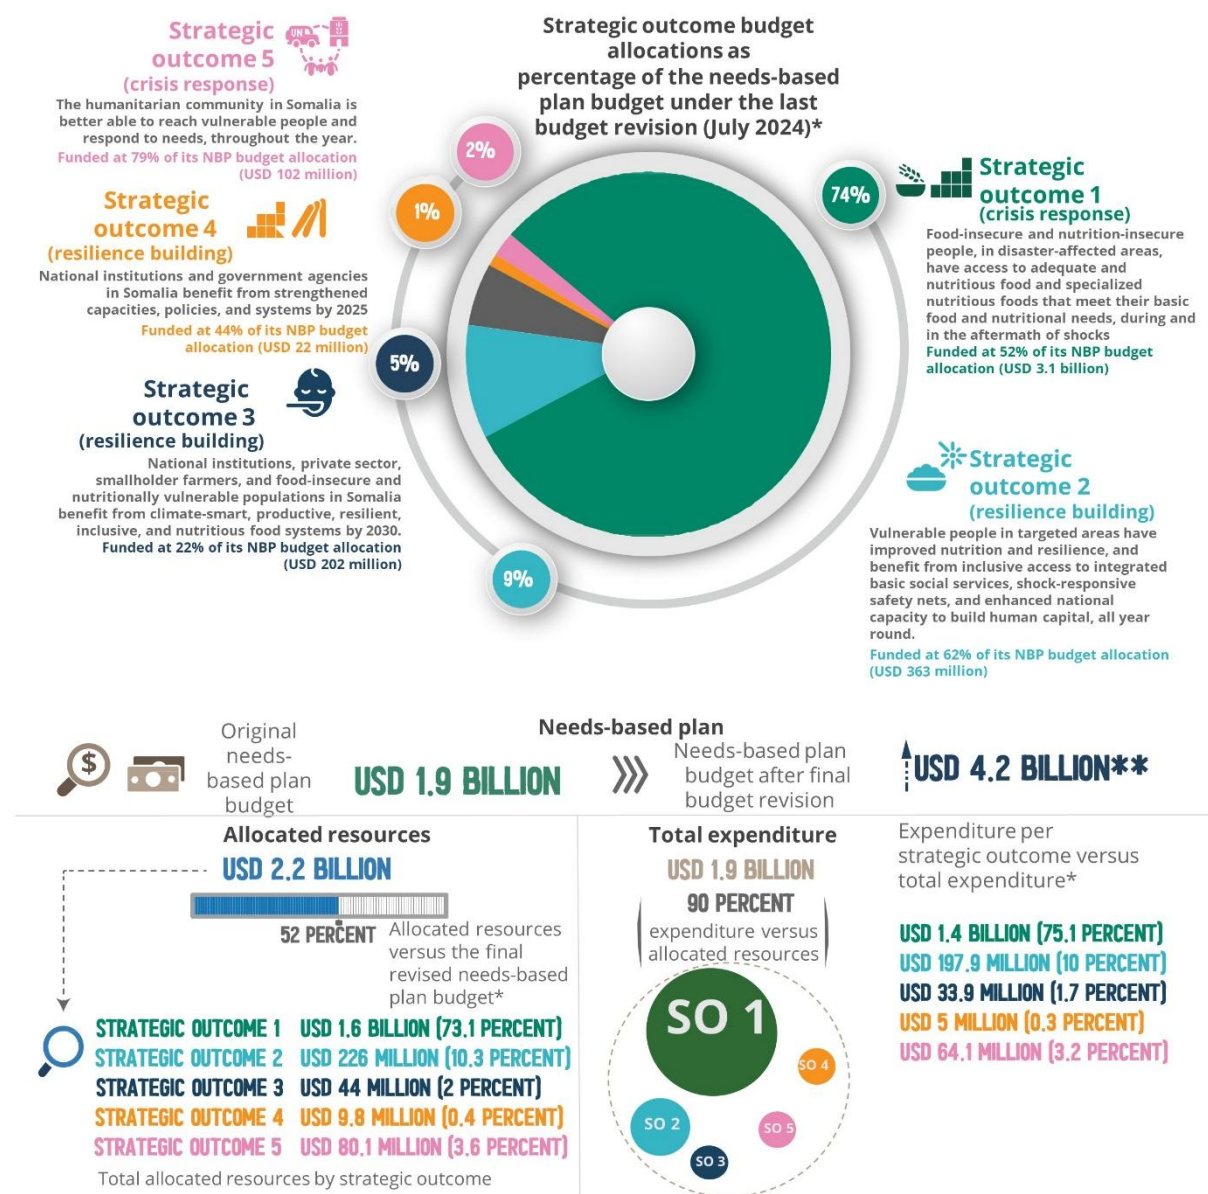 Strategic outcome budget
allocations as
percentage of the needs-based
plan budget under the last
budget revision (July 2024)*
Strategic
outcome 5
(crisis response)
The humanitarian community in Somalia is
better able to reach vulnerable people and
respond to needs, throughout the year.
Funded at 79% of its NBP budget allocation
(USD 102 million)
UN
Strategic
outcome 4
(resilience building)
National institutions and government agencies
in Somalia benefit from strengthened
capacities, policies, and systems by 2025
Funded at 44% of its NBP budget
allocation (USD 22 million)
Strategic
outcome 3
(resilience building)
National institutions, private sector,
smallholder farmers, and food-insecure and
nutritionally vulnerable populations in Somalia
benefit from climate-smart, productive, resilient,
inclusive, and nutritious food systems by 2030.
Funded at 22% of its NBP budget allocation
(USD 202 million)
2%
1%
5%
9%
74%
Strategic
outcome 1
(crisis response)
Food-insecure and nutrition-insecure
people, in disaster-affected areas,
have access to adequate and
nutritious food and specialized
nutritious foods that meet their basic
food and nutritional needs, during and
in the aftermath of shocks
Funded at 52% of its NBP budget
allocation (USD 3.1 billion)
Strategic
outcome 2
(resilience building)
Vulnerable people in targeted areas have
improved nutrition and resilience, and
benefit from inclusive access to integrated
basic social services, shock-responsive
safety nets, and enhanced national
capacity to build human capital, all year
round.
Funded at 62% of its NBP budget allocation
(USD 363 million)
Needs-based plan
$
Original
needs-
based plan
budget
USD 1.9 BILLION
Needs-based plan
budget after final
budget revision
USD 4.2 BILLION**
Allocated resources
USD 2.2 BILLION
52 PERCENT
Allocated resources
versus the final
revised needs-based
plan budget*
STRATEGIC OUTCOME 1 USD 1.6 BILLION (73.1 PERCENT)
STRATEGIC OUTCOME 2 USD 226 MILLION (10.3 PERCENT)
STRATEGIC OUTCOME 3 USD 44 MILLION (2 PERCENT)
STRATEGIC OUTCOME 4 USD 9.8 MILLION (0.4 PERCENT)
STRATEGIC OUTCOME 5 USD 80.1 MILLION (3.6 PERCENT)
Total allocated resources by strategic outcome
Total expenditure
USD 1.9 BILLION
90 PERCENT
expenditure versus
allocated resources
SO 1
SO 4
SO 2
SO 5
SO 3
Expenditure per
strategic outcome versus
total expenditure*
USD 1.4 BILLION (75.1 PERCENT)
USD 197.9 MILLION (10 PERCENT)
USD 33.9 MILLION (1.7 PERCENT)
USD 5 MILLION (0.3 PERCENT)
USD 64.1 MILLION (3.2 PERCENT)